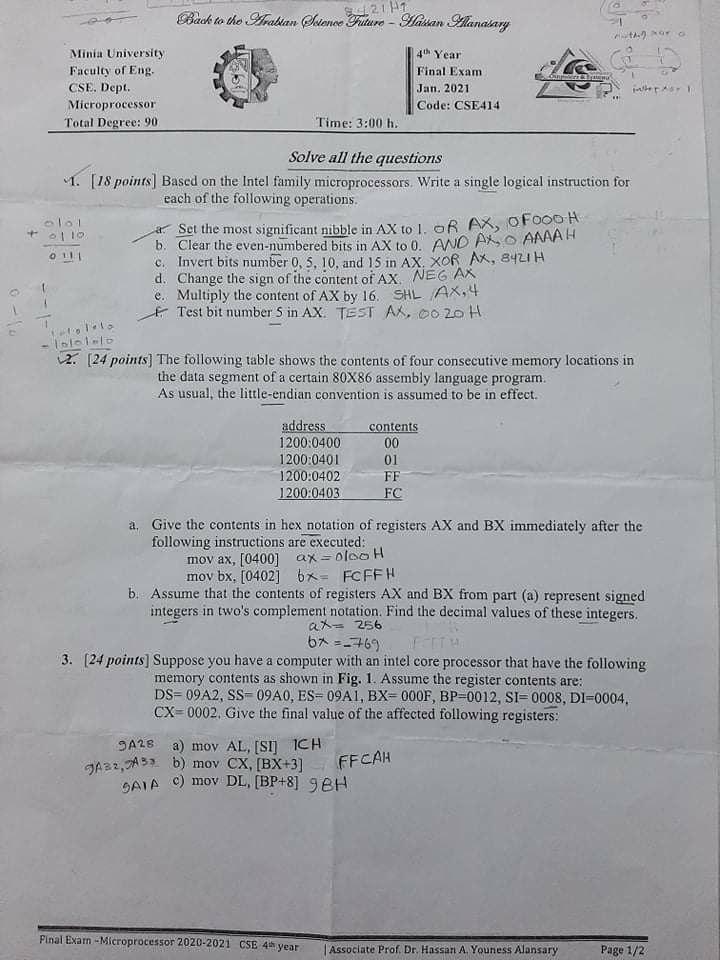 8421H
Back to the Arabian Science Future – Hassan Alanasary
Minia University
Faculty of Eng.
CSE. Dept.
Microprocessor
Total Degree: 90
Time: 3:00 h.
4th Year
Final Exam
Jan. 2021
Code: CSE414
Computers & Systems
Solve all the questions
1. [18 points] Based on the Intel family microprocessors. Write a single logical instruction for
each of the following operations.
a. Set the most significant nibble in AX to 1. OR AX, 0F000H
b. Clear the even-numbered bits in AX to 0. AND AX, 0AAAAH
c. Invert bits number 0, 5, 10, and 15 in AX. XOR AX, 8421H
d. Change the sign of the content of AX. NEG AX
e. Multiply the content of AX by 16. SHL AX,4
f. Test bit number 5 in AX. TEST AX, 0020H
0101
+ 0110
0111
2. [24 points] The following table shows the contents of four consecutive memory locations in
the data segment of a certain 80X86 assembly language program.
As usual, the little-endian convention is assumed to be in effect.
address contents
1200:0400 00
1200:0401 01
1200:0402 FF
1200:0403 FC
a. Give the contents in hex notation of registers AX and BX immediately after the
following instructions are executed:
mov ax, [0400] ax=0100H
mov bx, [0402] bx= FCFFH
b. Assume that the contents of registers AX and BX from part (a) represent signed
integers in two's complement notation. Find the decimal values of these integers.
ax= 256
bx =-769
3. [24 points] Suppose you have a computer with an intel core processor that have the following
memory contents as shown in Fig. 1. Assume the register contents are:
DS= 09A2, SS= 09A0, ES= 09A1, BX= 000F, BP=0012, SI= 0008, DI=0004,
CX= 0002. Give the final value of the affected following registers:
9A28 a) mov AL, [SI] 1CH
9A32,9A33 b) mov CX, [BX+3] FFCAH
9A1A c) mov DL, [BP+8] 9BH
Final Exam –Microprocessor 2020-2021 CSE 4th year | Associate Prof. Dr. Hassan A. Youness Alansary Page 1/2